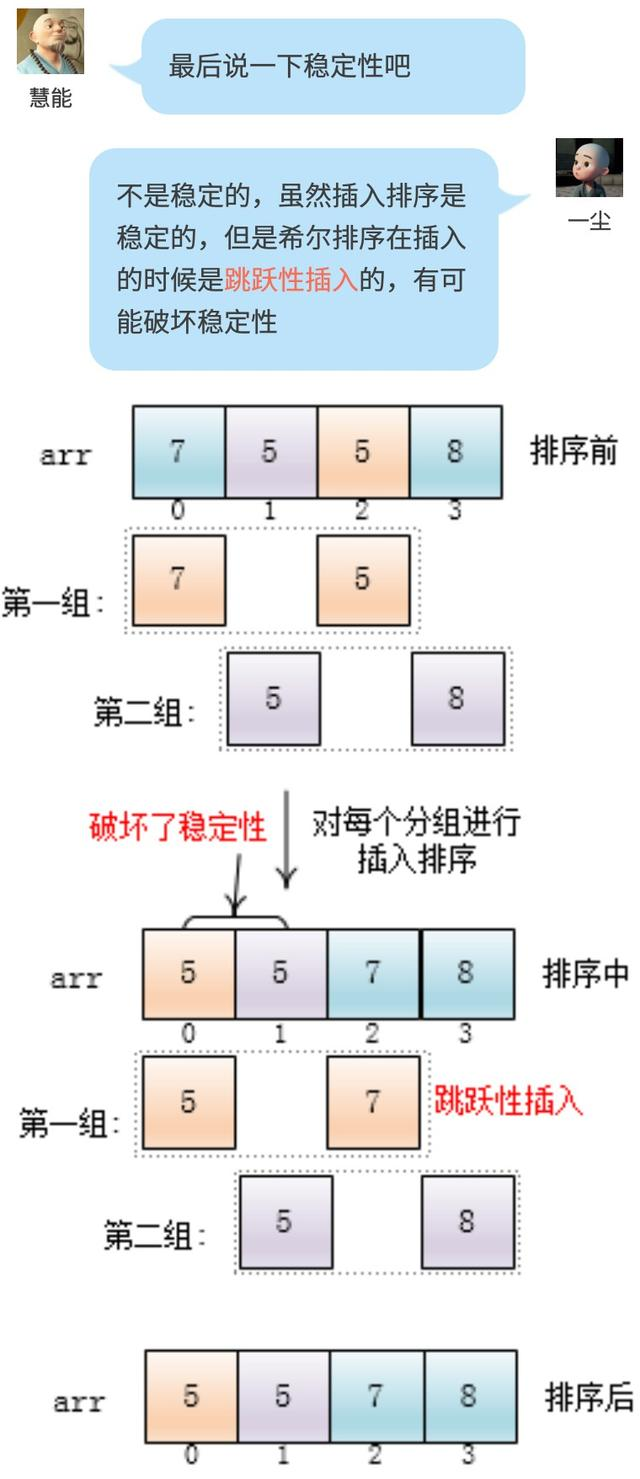 最后说一下稳定性吧
慧能
不是稳定的，虽然插入排序是
稳定的，但是希尔排序在插入
的时候是跳跃性插入的，有可
能破坏稳定性
一尘
arr 7 5 5 8 排序前
0 1 2 3
第一组： 7 5
第二组： 5 8
破坏了稳定性
对每个分组进行
插入排序
arr 5 5 7 8 排序中
0 1 2 3
第一组： 5 7 跳跃性插入
第二组： 5 8
arr 5 5 7 8 排序后
0 1 2 3